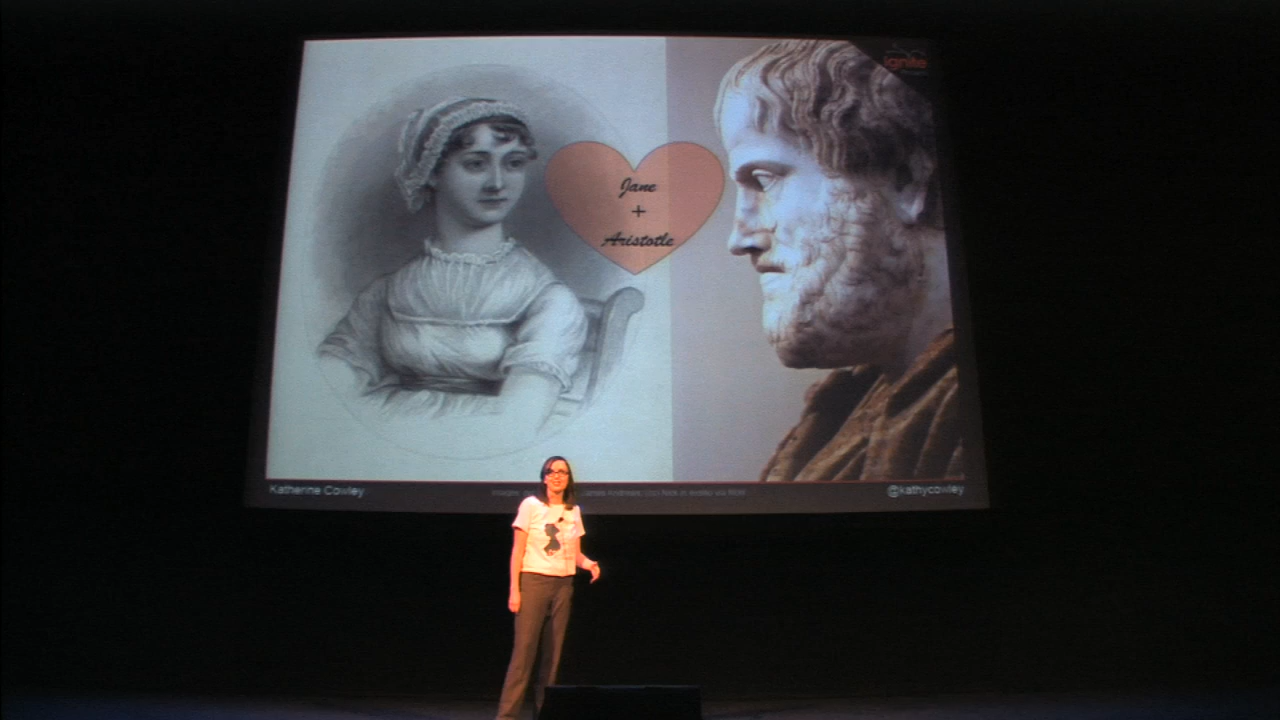 ignite
Jane
+
Aristotle
Katherine Cowley
@kathycowley